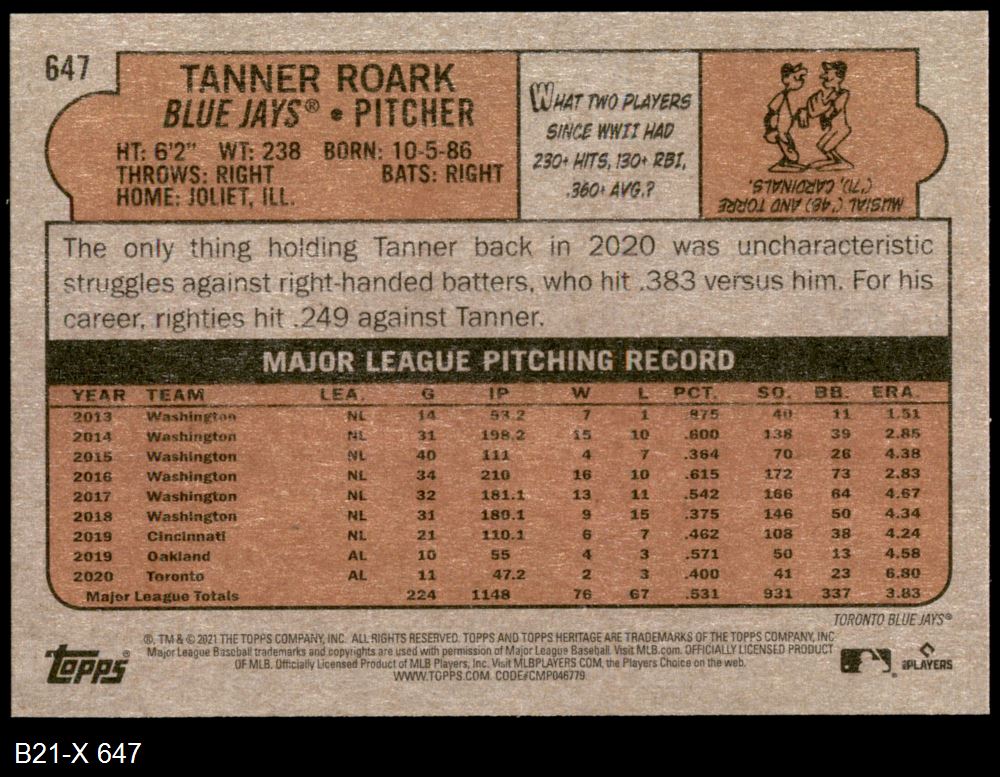 647
TANNER ROARK
BLUE JAYS® • PITCHER
HT: 6'2" WT: 238 BORN: 10-5-86
THROWS: RIGHT BATS: RIGHT
HOME: JOLIET, ILL.
WHAT TWO PLAYERS
SINCE WWII HAD
230+ HITS, 130+ RBI,
.360+ AVG.?
MUSIAL ('48) AND TORRE
('71), CARDINALS.
The only thing holding Tanner back in 2020 was uncharacteristic
struggles against right-handed batters, who hit .383 versus him. For his
career, righties hit .249 against Tanner.
MAJOR LEAGUE PITCHING RECORD
YEAR TEAM LEA. G IP W L PCT. SO. BB. ERA.
2013 Washington NL 14 53.2 7 1 .875 40 11 1.51
2014 Washington NL 31 198.2 15 10 .600 138 39 2.85
2015 Washington NL 40 111 4 7 .364 70 26 4.38
2016 Washington NL 34 210 16 10 .615 172 73 2.83
2017 Washington NL 32 181.1 13 11 .542 166 64 4.67
2018 Washington NL 31 180.1 9 15 .375 146 50 4.34
2019 Cincinnati NL 21 110.1 6 7 .462 108 38 4.24
2019 Oakland AL 10 55 4 3 .571 50 13 4.58
2020 Toronto AL 11 47.2 2 3 .400 41 23 6.80
Major League Totals 224 1148 76 67 .531 931 337 3.83
TORONTO BLUE JAYS®
®, TM & © 2021 THE TOPPS COMPANY, INC. ALL RIGHTS RESERVED. TOPPS AND TOPPS HERITAGE ARE TRADEMARKS OF THE TOPPS COMPANY, INC
Major League Baseball trademarks and copyrights are used with permission of Major League Baseball. Visit MLB.com. OFFICIALLY LICENSED PRODUCT
OF MLB. Officially Licensed Product of MLB Players, Inc. Visit MLBPLAYERS.COM, the Players Choice on the web.
WWW.TOPPS.COM. CODE#CMP046779
Topps®
PLAYERS
B21-X 647